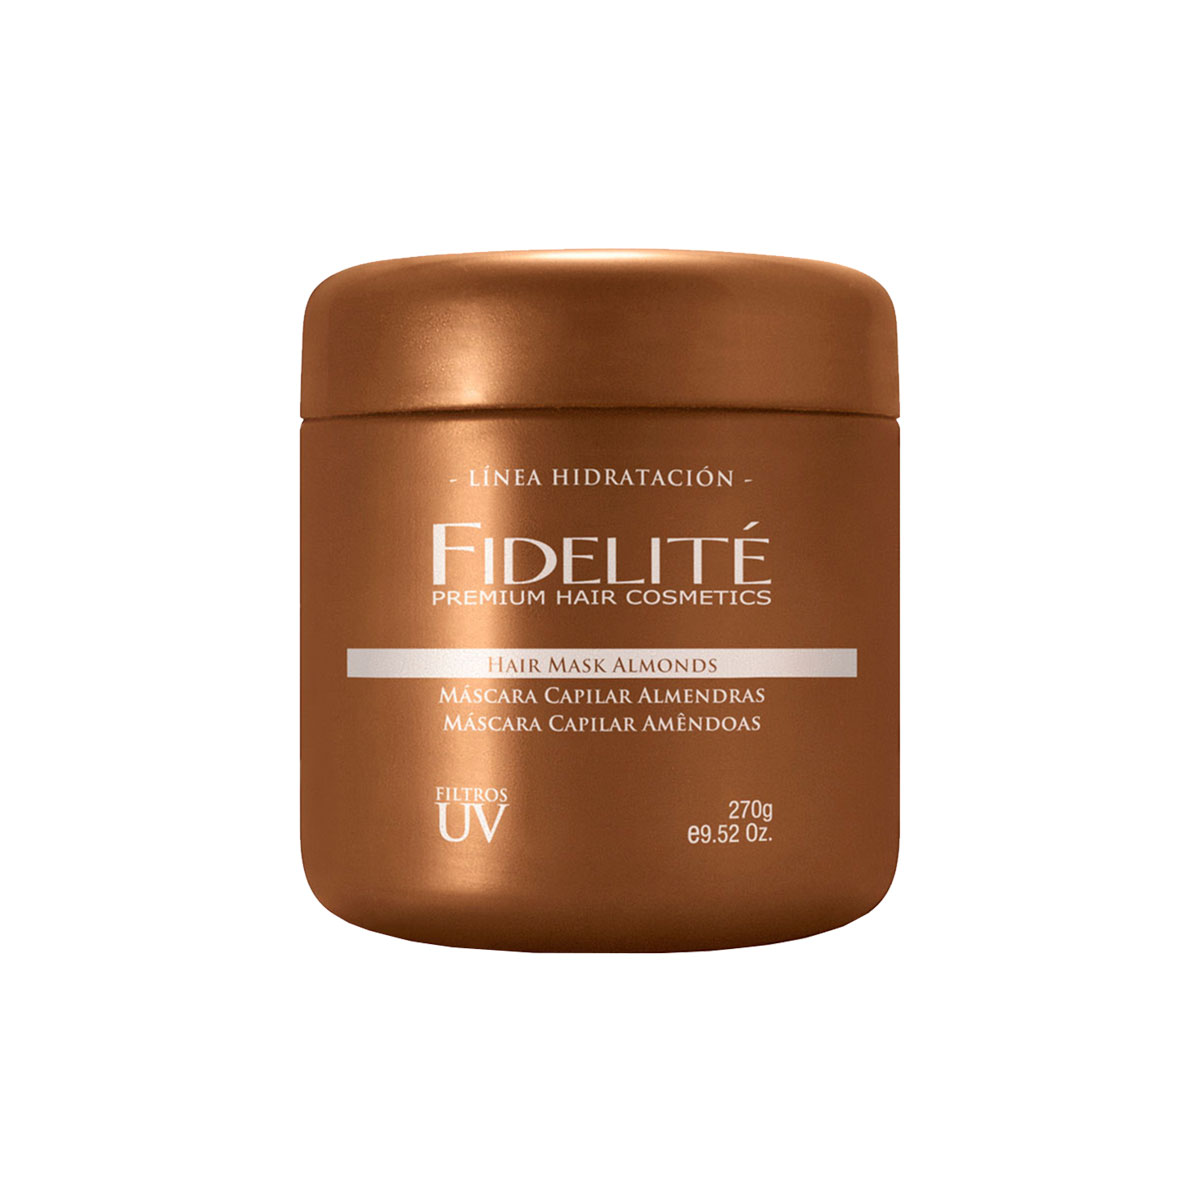 - LÍNEA HIDRATACIÓN -
FIDELITÉ
PREMIUM HAIR COSMETICS
HAIR MASK ALMONDS
MÁSCARA CAPILAR ALMENDRAS
MÁSCARA CAPILAR AMÊNDOAS
FILTROS
UV
270g
e9.52 Oz.